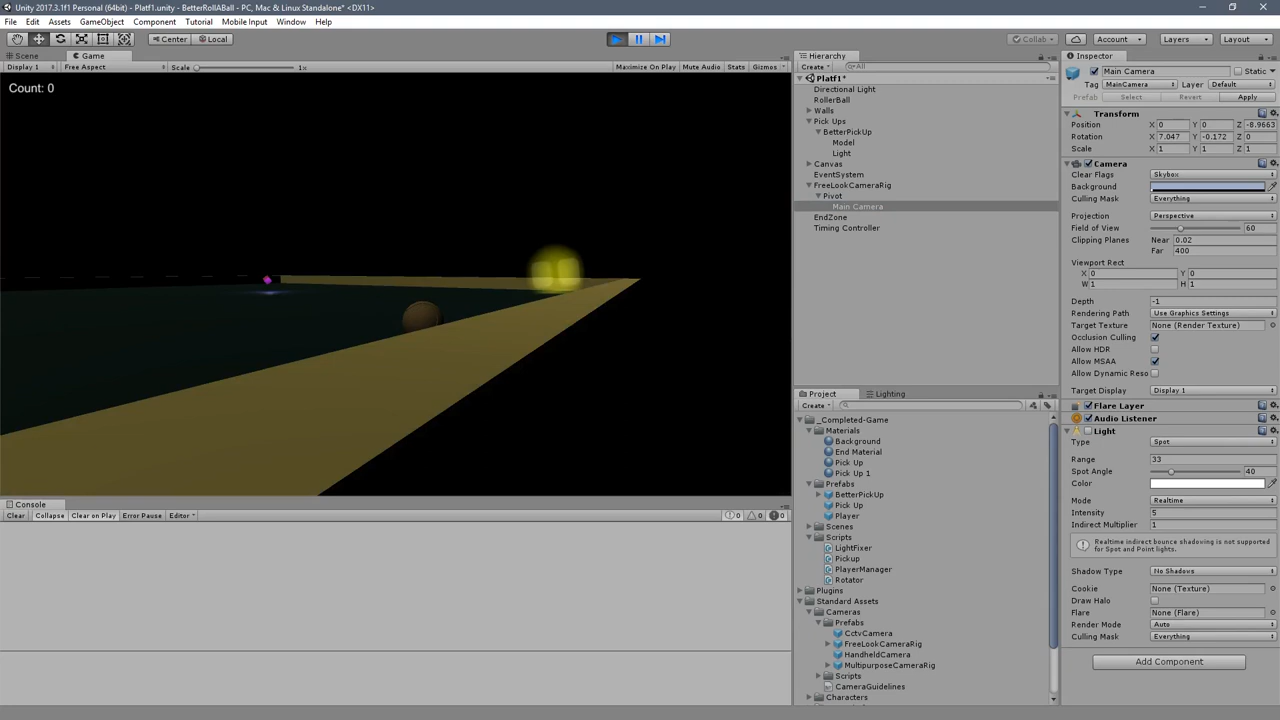 Unity 2017.3.1f1 Personal (64bit) - Platf1.unity - BetterRollABall - PC, Mac & Linux Standalone* <DX11>
File Edit Assets GameObject Component Tutorial Mobile Input Window Help
Center Local
Collab Account Layers Layout
Scene Game
Display 1 Free Aspect Scale 1x Maximize On Play Mute Audio Stats Gizmos
Count: 0
Console
Clear Collapse Clear on Play Error Pause Editor 0 0 0
Hierarchy
Create All
Platf1*
Directional Light
RollerBall
Walls
Pick Ups
BetterPickUp
Model
Light
Canvas
EventSystem
FreeLookCameraRig
Pivot
Main Camera
EndZone
Timing Controller
Project Lighting
Create
_Completed-Game
Materials
Background
End Material
Pick Up
Pick Up 1
Prefabs
BetterPickUp
Pick Up
Player
Scenes
Scripts
LightFixer
Pickup
PlayerManager
Rotator
Plugins
Standard Assets
Cameras
Prefabs
CctvCamera
FreeLookCameraRig
HandheldCamera
MultipurposeCameraRig
Scripts
CameraGuidelines
Characters
Inspector
Main Camera Static
Tag MainCamera Layer Default
Prefab Select Revert Apply
Transform
Position X 0 Y 0 Z -8.9663
Rotation X 7.047 Y -0.172 Z 0
Scale X 1 Y 1 Z 1
Camera
Clear Flags Skybox
Background
Culling Mask Everything
Projection Perspective
Field of View 60
Clipping Planes Near 0.02
Far 400
Viewport Rect
X 0 Y 0
W 1 H 1
Depth -1
Rendering Path Use Graphics Settings
Target Texture None (Render Texture)
Occlusion Culling
Allow HDR
Allow MSAA
Allow Dynamic Reso
Target Display Display 1
Flare Layer
Audio Listener
Light
Type Spot
Range 33
Spot Angle 40
Color
Mode Realtime
Intensity 5
Indirect Multiplier 1
Realtime indirect bounce shadowing is not supported
for Spot and Point lights.
Shadow Type No Shadows
Cookie None (Texture)
Draw Halo
Flare None (Flare)
Render Mode Auto
Culling Mask Everything
Add Component